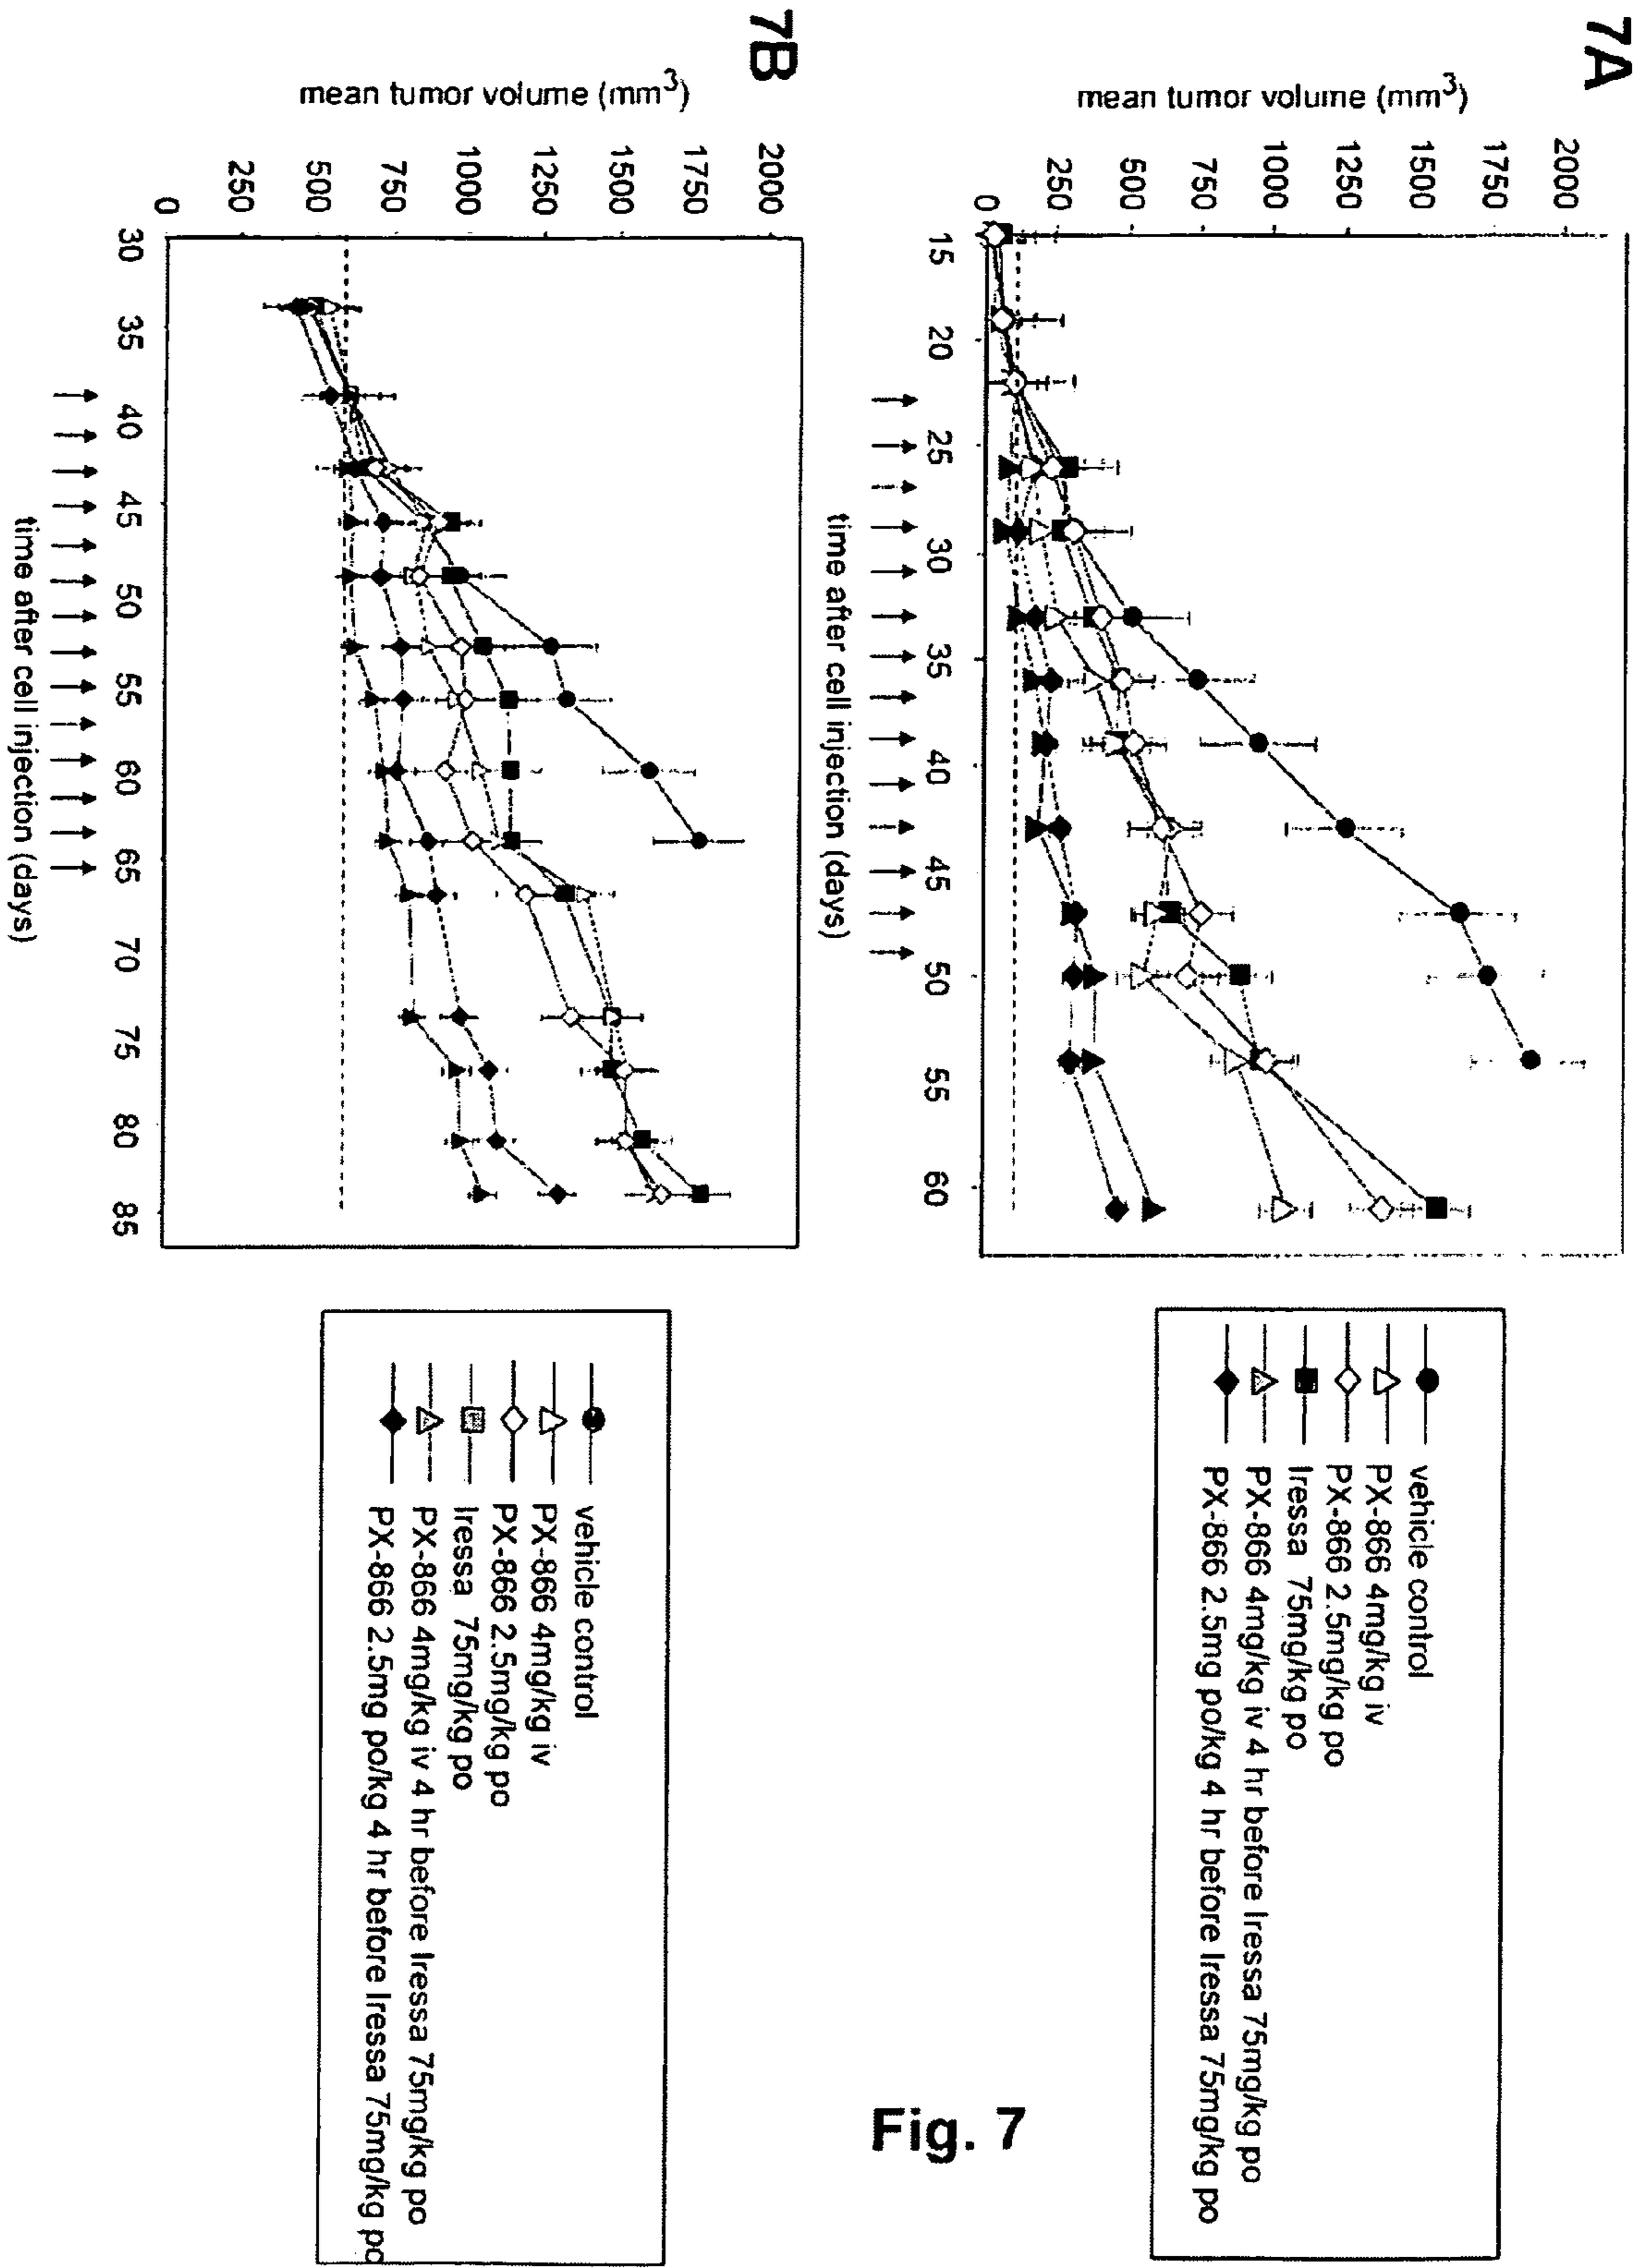 7A
mean tumor volume (mm³)
2000
1750
1500
1250
1000
750
500
250
0
15
20
25
30
35
40
45
50
55
60
time after cell injection (days)
vehicle control
PX-866 4mg/kg iv
PX-866 2.5mg/kg po
Iressa 75mg/kg po
PX-866 4mg/kg iv 4 hr before Iressa 75mg/kg po
PX-866 2.5mg po/kg 4 hr before Iressa 75mg/kg po
7B
mean tumor volume (mm³)
2000
1750
1500
1250
1000
750
500
250
0
30
35
40
45
50
55
60
65
70
75
80
85
time after cell injection (days)
vehicle control
PX-866 4mg/kg iv
PX-866 2.5mg/kg po
Iressa 75mg/kg po
PX-866 4mg/kg iv 4 hr before Iressa 75mg/kg po
PX-866 2.5mg po/kg 4 hr before Iressa 75mg/kg po
Fig. 7